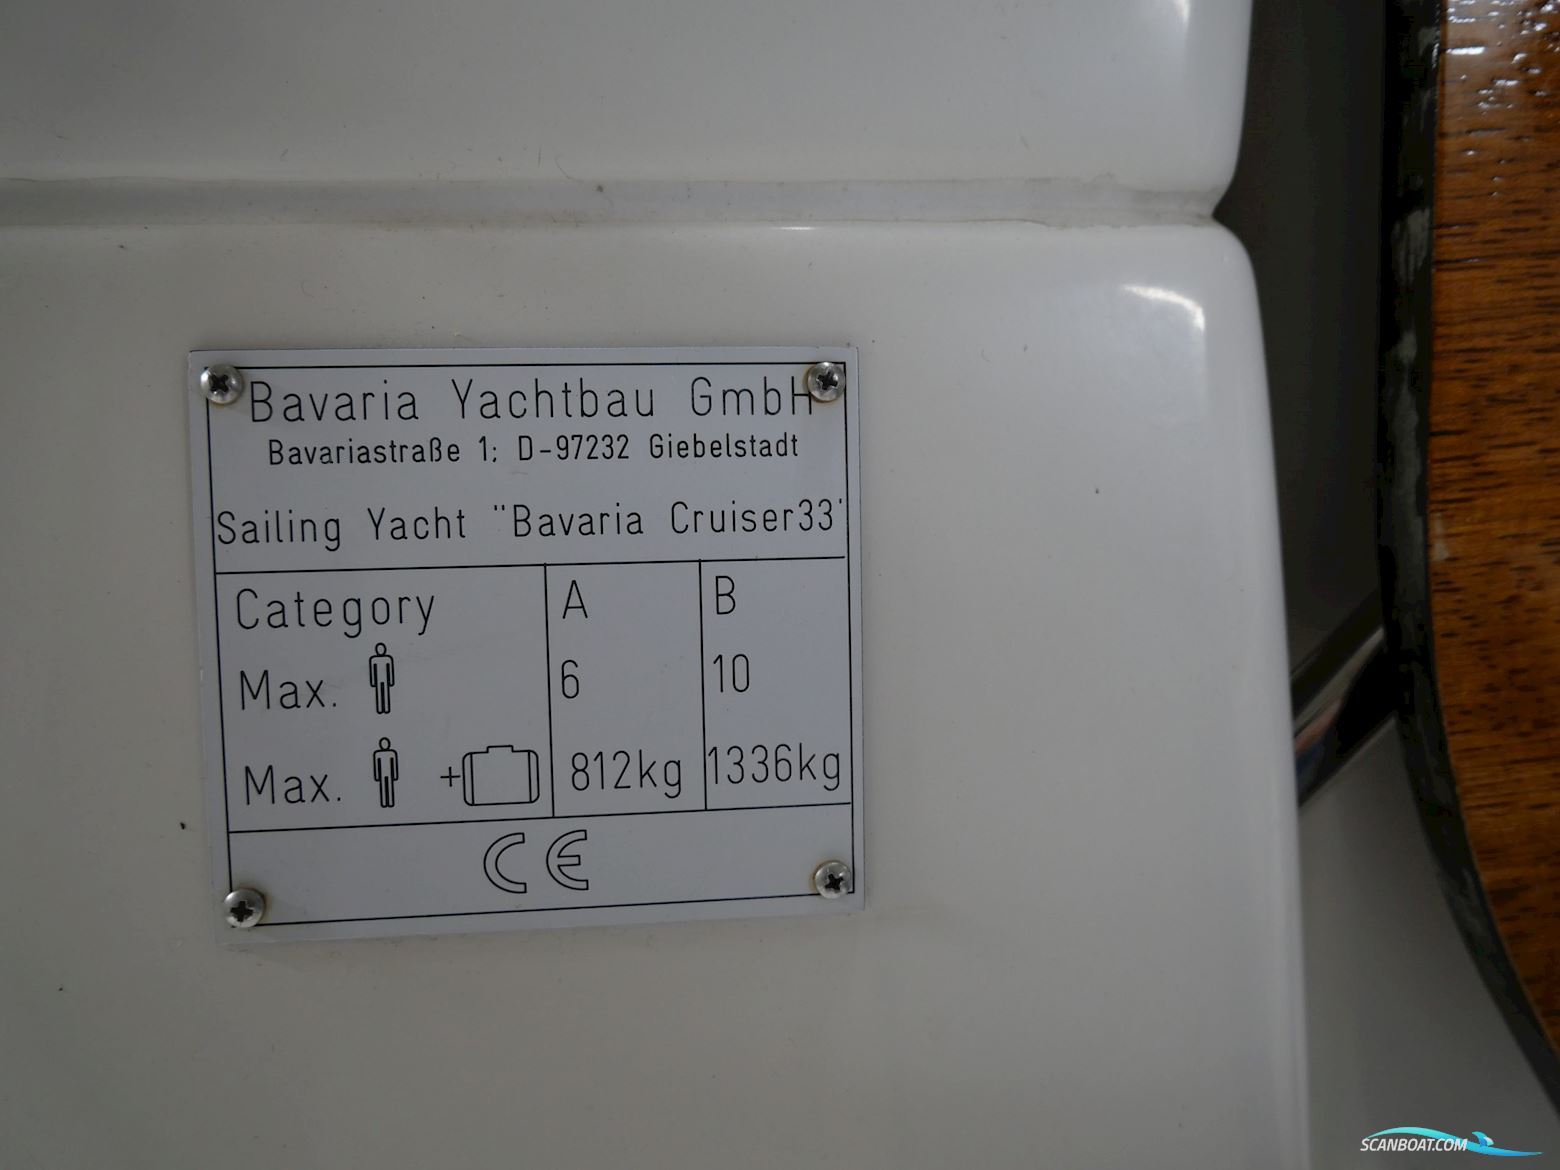 Bavaria Yachtbau GmbH
Bavariastraße 1; D-97232 Giebelstadt
Sailing Yacht "Bavaria Cruiser33"
Category A B
Max. 6 10
Max. + 812kg 1336kg
CE
SCANBOAT.COM